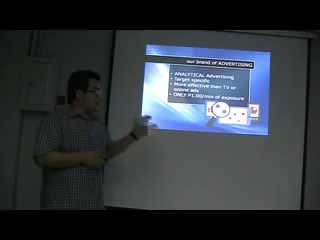 our brand of ADVERTISING
• ANALYTICAL Advertising
• Target specific
• More effective than TV or
online ads
• ONLY P1.00/min of exposure